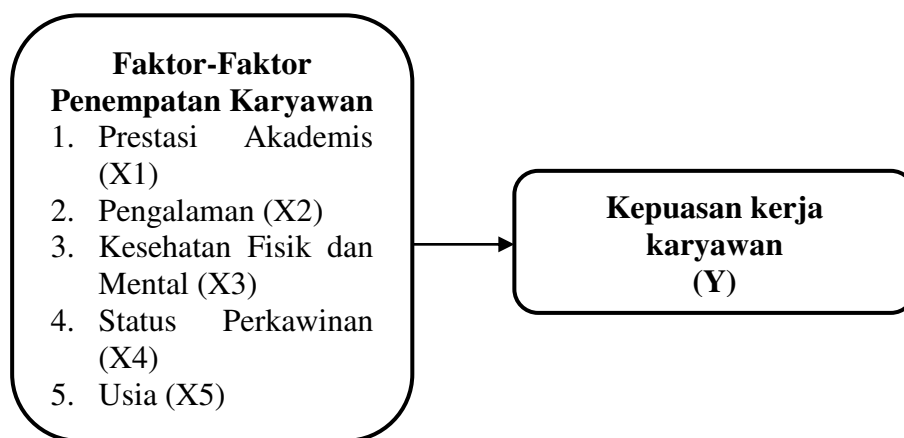 Faktor-Faktor
Penempatan Karyawan
1. Prestasi Akademis
(X1)
2. Pengalaman (X2)
3. Kesehatan Fisik dan
Mental (X3)
4. Status Perkawinan
(X4)
5. Usia (X5)
Kepuasan kerja
karyawan
(Y)